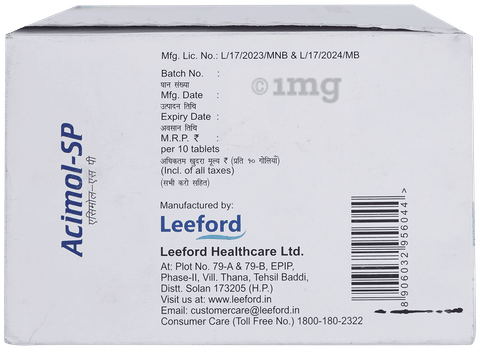 Acimol-SP
एसिमोल-एस पी
Mfg. Lic. No.: L/17/2023/MNB & L/17/2024/MB
Batch No. :
पान संख्या
Mfg. Date :
उत्पादन तिथि
Expiry Date :
अवसान तिथि
M.R.P. ₹ :
per 10 tablets
अधिकतम खुदरा मूल्य ₹ (प्रति १० गोलियाँ)
(Incl. of all taxes)
(सभी करो सहित)
1mg
Manufactured by:
Leeford
Leeford Healthcare Ltd.
At: Plot No. 79-A & 79-B, EPIP,
Phase-II, Vill. Thana, Tehsil Baddi,
Distt. Solan 173205 (H.P.)
Visit us at: www.leeford.in
Email: customercare@leeford.in
Consumer Care (Toll Free No.) 1800-180-2322
8 906032 956044 >